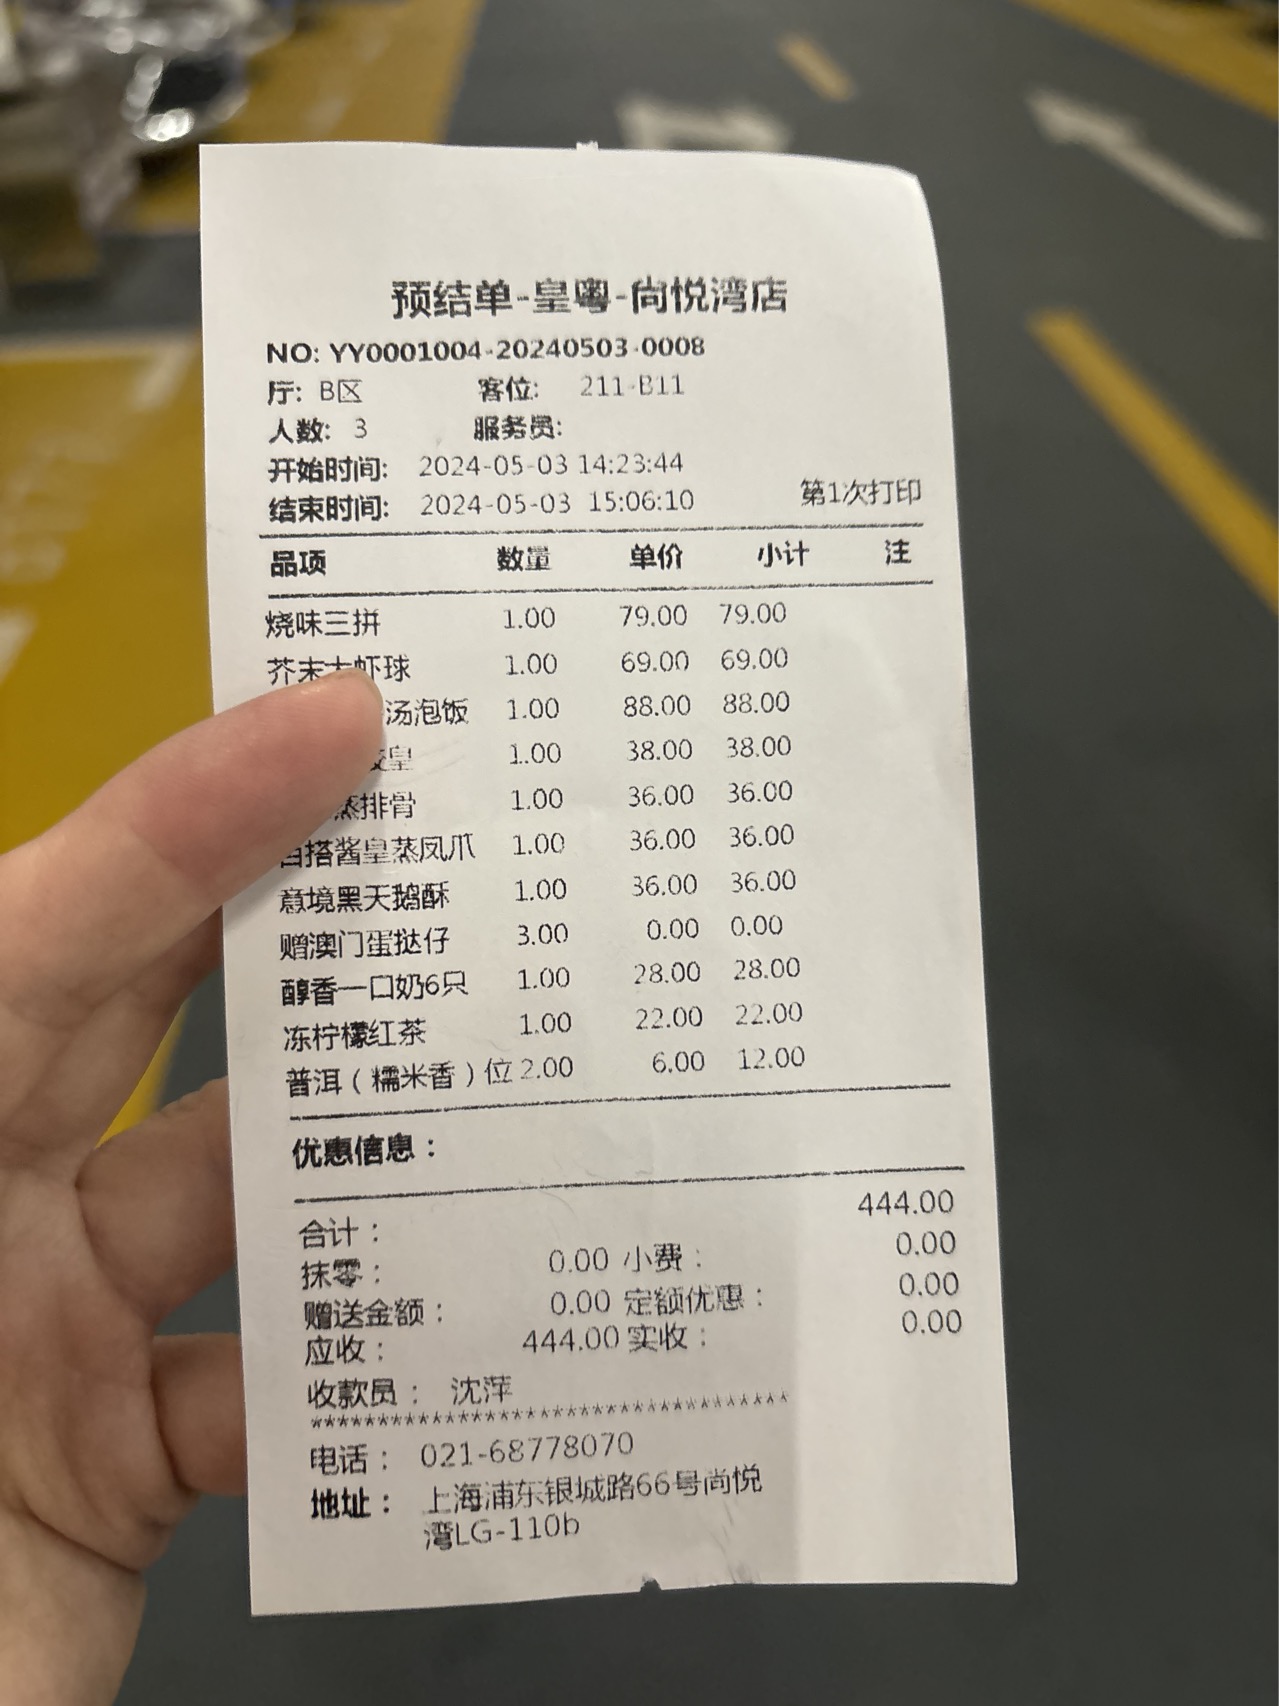 预结单-皇粤-尚悦湾店
NO: YY0001004-20240503-0008
厅: B区 客位: 211-B11
人数: 3 服务员:
开始时间: 2024-05-03 14:23:44
结束时间: 2024-05-03 15:06:10 第1次打印
品项 数量 单价 小计 注
烧味三拼 1.00 79.00 79.00
芥末大虾球 1.00 69.00 69.00
汤泡饭 1.00 88.00 88.00
皇 1.00 38.00 38.00
蒸排骨 1.00 36.00 36.00
搭酱皇蒸凤爪 1.00 36.00 36.00
意境黑天鹅酥 1.00 36.00 36.00
赠澳门蛋挞仔 3.00 0.00 0.00
醇香一口奶6只 1.00 28.00 28.00
冻柠檬红茶 1.00 22.00 22.00
普洱（糯米香）位 2.00 6.00 12.00
优惠信息：
合计： 444.00
抹零： 0.00 小费： 0.00
赠送金额： 0.00 定额优惠： 0.00
应收： 444.00 实收： 0.00
收款员： 沈萍
************************************
电话： 021-68778070
地址： 上海浦东银城路66号尚悦
湾LG-110b